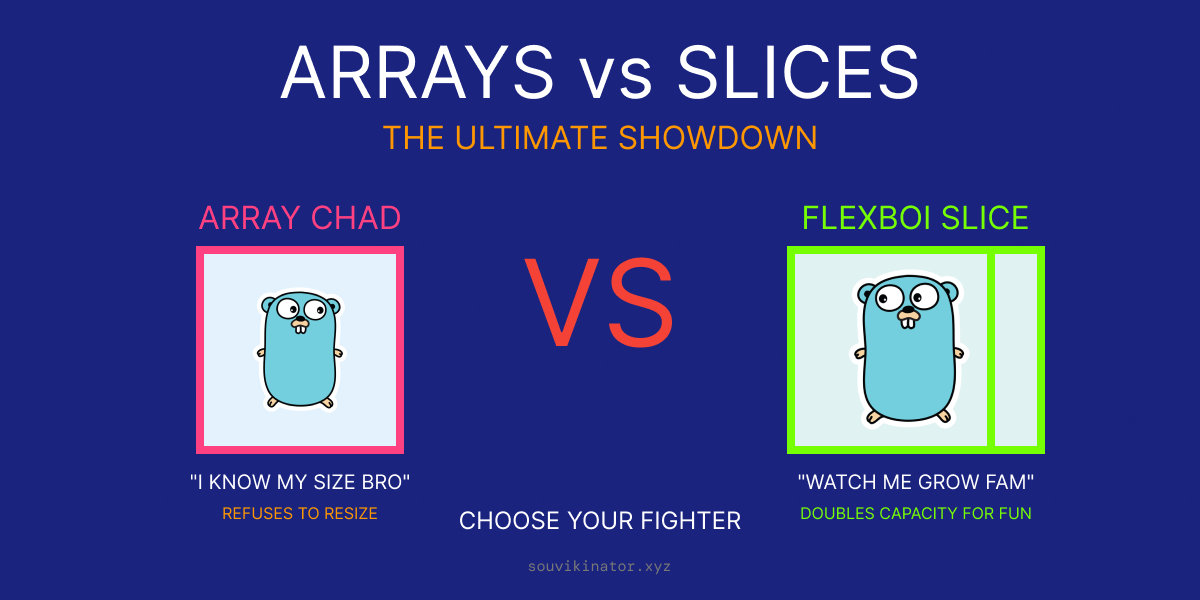 ARRAYS vs SLICES
THE ULTIMATE SHOWDOWN
ARRAY CHAD
VS
FLEXBOI SLICE
"I KNOW MY SIZE BRO"
REFUSES TO RESIZE
"WATCH ME GROW FAM"
DOUBLES CAPACITY FOR FUN
CHOOSE YOUR FIGHTER
souvikinator.xyz